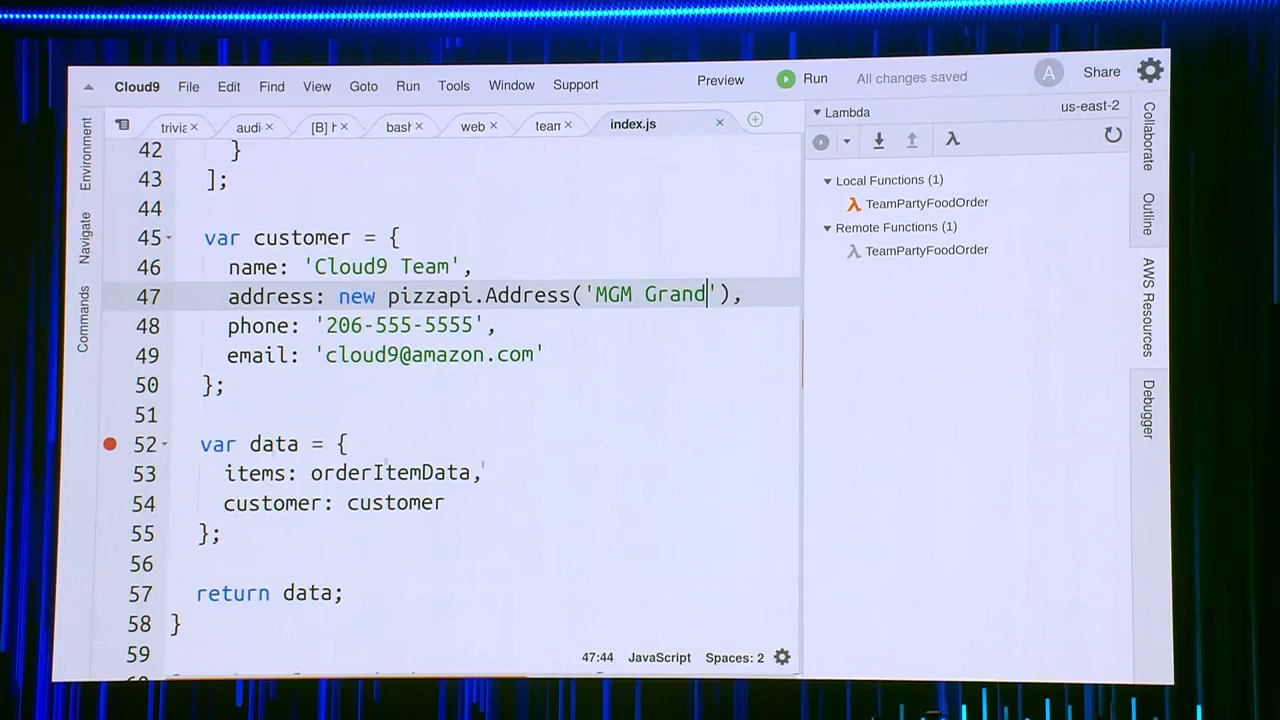 Cloud9 File Edit Find View Goto Run Tools Window Support Preview Run All changes saved A Share
Environment
Navigate
Commands
trivia audi [B] bash web team index.js
42 }
43 ];
44
45 var customer = {
46 name: 'Cloud9 Team',
47 address: new pizzapi.Address('MGM Grand'),
48 phone: '206-555-5555',
49 email: 'cloud9@amazon.com'
50 };
51
52 var data = {
53 items: orderItemData,
54 customer: customer
55 };
56
57 return data;
58 }
59
47:44 JavaScript Spaces: 2
Lambda us-east-2
λ
Local Functions (1)
λ TeamPartyFoodOrder
Remote Functions (1)
λ TeamPartyFoodOrder
Collaborate
Outline
AWS Resources
Debugger